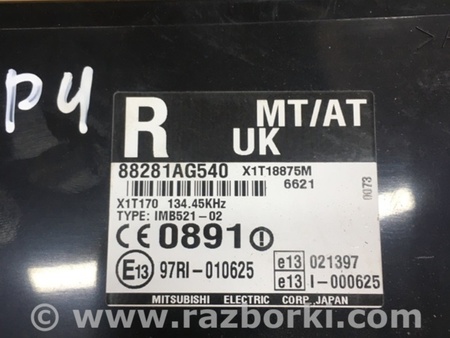 РУ
R MT/AT
UK
88281AG540 X1T18875M
6621
X1T170 134.45KHz
TYPE: IMB521-02
0073
CE 0891
E13 97RI-010625
e13 021397
e13 I-000625
MITSUBISHI ELECTRIC CORP.,JAPAN
www.razborki.com